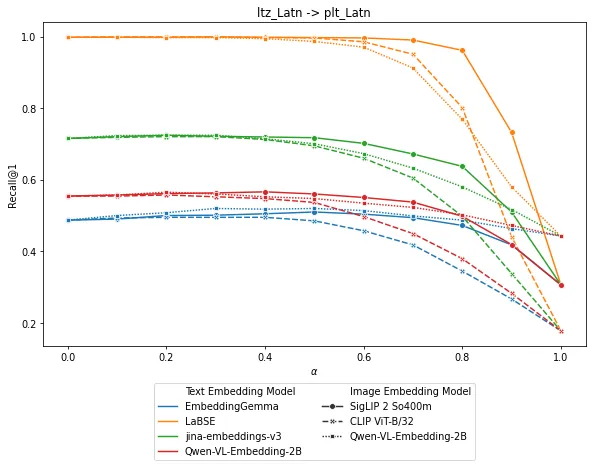 ltz_Latn -> plt_Latn
Recall@1
1.0
0.8
0.6
0.4
0.2
0.0 0.2 0.4 0.6 0.8 1.0
α
Text Embedding Model Image Embedding Model
EmbeddingGemma SigLIP 2 So400m
LaBSE CLIP ViT-B/32
jina-embeddings-v3 Qwen-VL-Embedding-2B
Qwen-VL-Embedding-2B